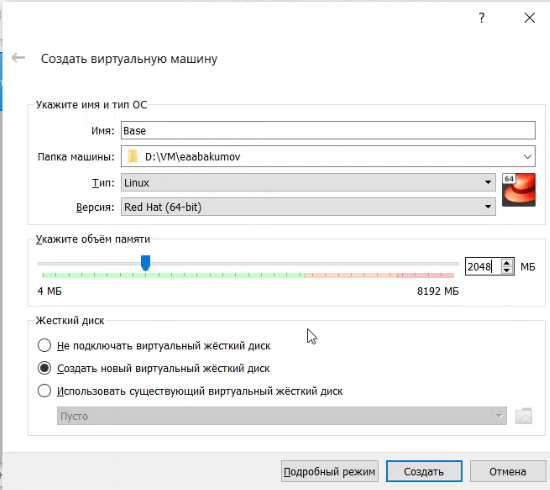 ?
Создать виртуальную машину
Укажите имя и тип ОС
Имя: Base
Папка машины: D:\VM\eaabakumov
Тип: Linux
64
Версия: Red Hat (64-bit)
Укажите объём памяти
2048 МБ
4 МБ 8192 МБ
Жесткий диск
Не подключать виртуальный жёсткий диск
Создать новый виртуальный жёсткий диск
Использовать существующий виртуальный жёсткий диск
Пусто
Подробный режим Создать Отмена